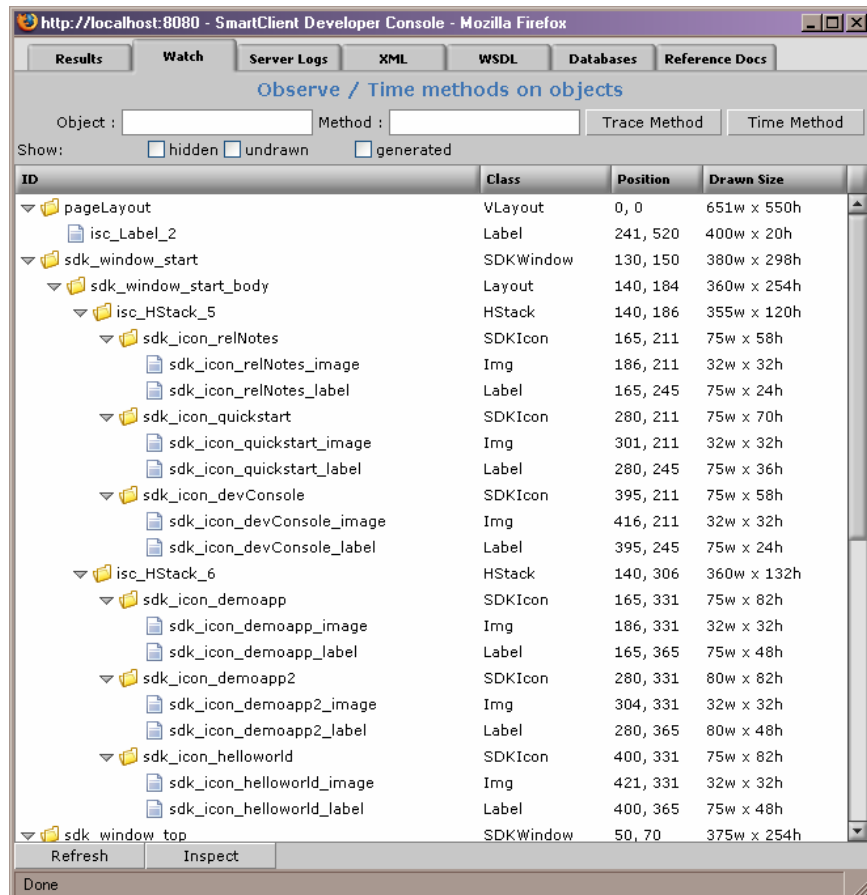 http://localhost:8080 - SmartClient Developer Console - Mozilla Firefox
Results Watch Server Logs XML WSDL Databases Reference Docs
Observe / Time methods on objects
Object : Method : Trace Method Time Method
Show: hidden undrawn generated
ID Class Position Drawn Size
pageLayout VLayout 0, 0 651w x 550h
isc_Label_2 Label 241, 520 400w x 20h
sdk_window_start SDKWindow 130, 150 380w x 298h
sdk_window_start_body Layout 140, 184 360w x 254h
isc_HStack_5 HStack 140, 186 355w x 120h
sdk_icon_relNotes SDKIcon 165, 211 75w x 58h
sdk_icon_relNotes_image Img 186, 211 32w x 32h
sdk_icon_relNotes_label Label 165, 245 75w x 24h
sdk_icon_quickstart SDKIcon 280, 211 75w x 70h
sdk_icon_quickstart_image Img 301, 211 32w x 32h
sdk_icon_quickstart_label Label 280, 245 75w x 36h
sdk_icon_devConsole SDKIcon 395, 211 75w x 58h
sdk_icon_devConsole_image Img 416, 211 32w x 32h
sdk_icon_devConsole_label Label 395, 245 75w x 24h
isc_HStack_6 HStack 140, 306 360w x 132h
sdk_icon_demoapp SDKIcon 165, 331 75w x 82h
sdk_icon_demoapp_image Img 186, 331 32w x 32h
sdk_icon_demoapp_label Label 165, 365 75w x 48h
sdk_icon_demoapp2 SDKIcon 280, 331 80w x 82h
sdk_icon_demoapp2_image Img 304, 331 32w x 32h
sdk_icon_demoapp2_label Label 280, 365 80w x 48h
sdk_icon_helloworld SDKIcon 400, 331 75w x 82h
sdk_icon_helloworld_image Img 421, 331 32w x 32h
sdk_icon_helloworld_label Label 400, 365 75w x 48h
sdk_window_top SDKWindow 50, 70 375w x 254h
Refresh Inspect
Done